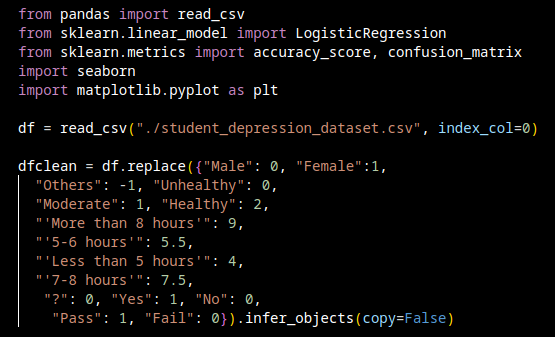 from pandas import read_csv
from sklearn.linear_model import LogisticRegression
from sklearn.metrics import accuracy_score, confusion_matrix
import seaborn
import matplotlib.pyplot as plt

df = read_csv("./student_depression_dataset.csv", index_col=0)

dfclean = df.replace({"Male": 0, "Female":1,
  "Others": -1, "Unhealthy": 0,
  "Moderate": 1, "Healthy": 2,
  "'More than 8 hours'": 9,
  "'5-6 hours'": 5.5,
  "'Less than 5 hours'": 4,
  "'7-8 hours'": 7.5,
   "?": 0, "Yes": 1, "No": 0,
    "Pass": 1, "Fail": 0}).infer_objects(copy=False)